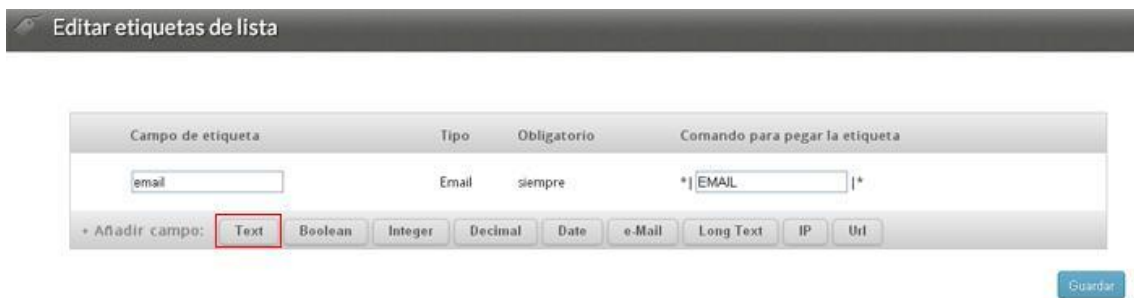 Editar etiquetas de lista
Campo de etiqueta Tipo Obligatorio Comando para pegar la etiqueta
email Email siempre *| EMAIL |*
+ Añadir campo: Text Boolean Integer Decimal Date e-Mail Long Text IP Url
Guardar